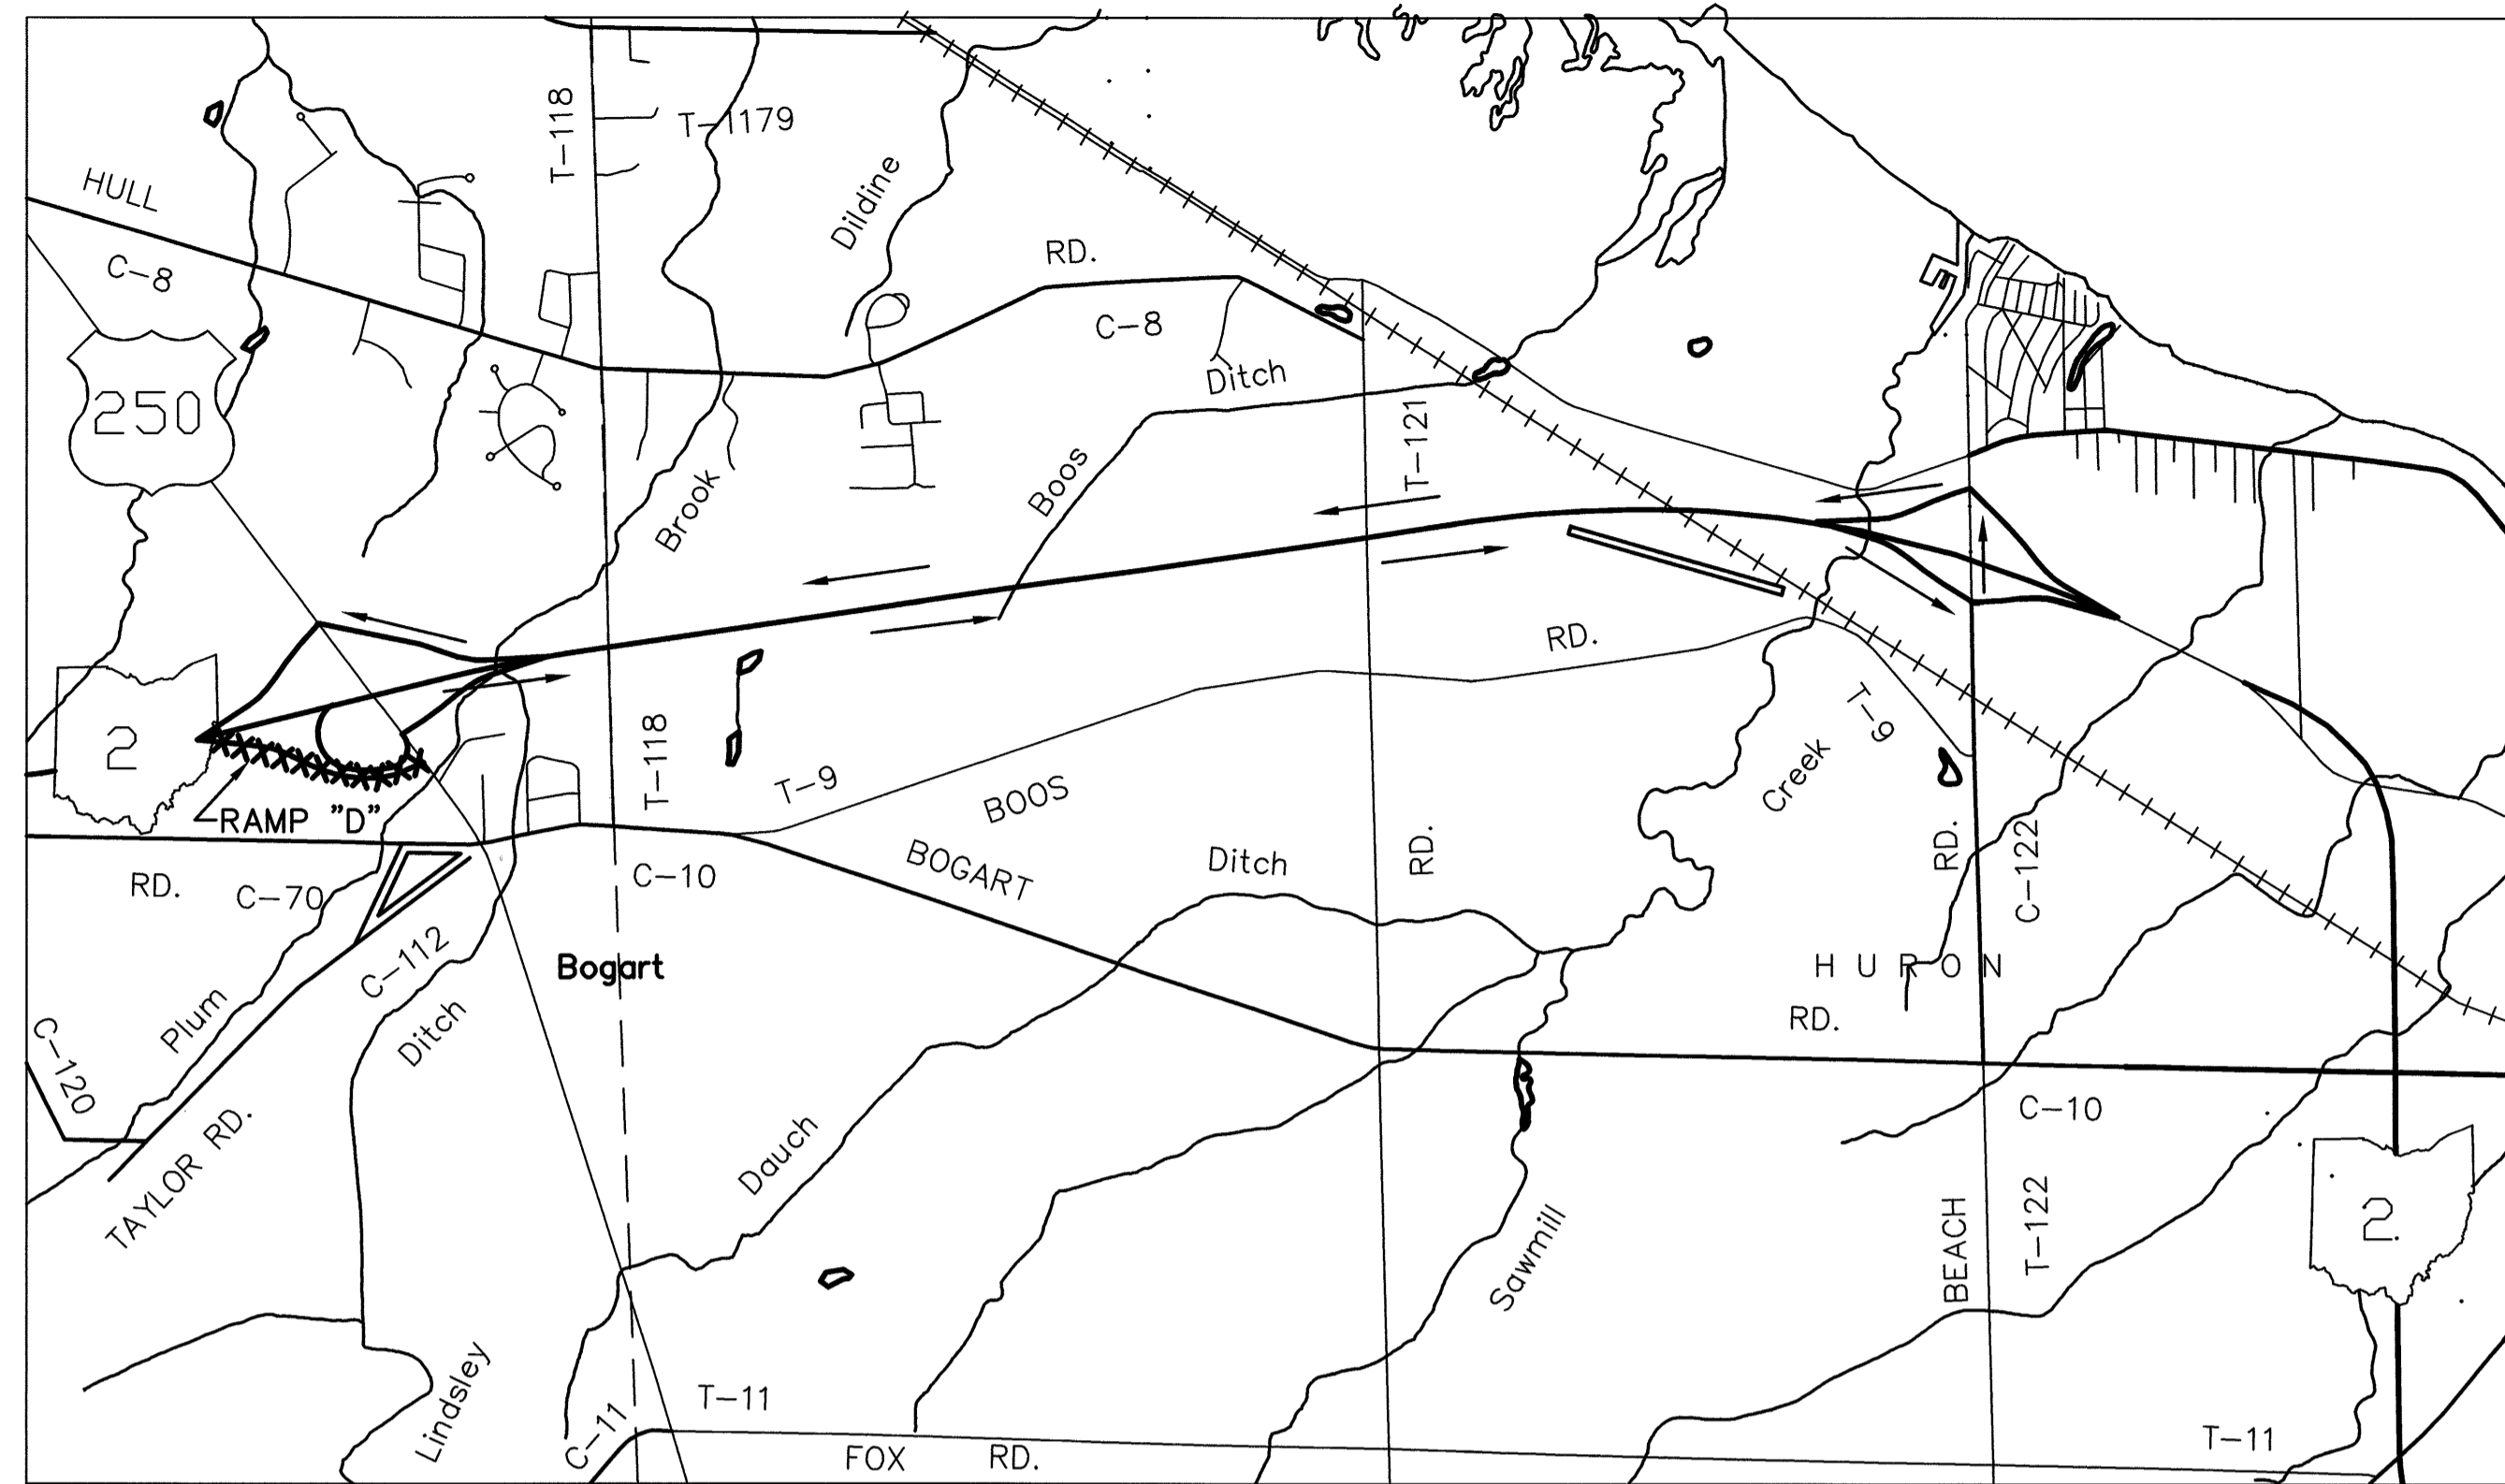 T-118
T-1179
HULL
Dildine
RD.
C-8
C-8
Ditch
250
T-121
Boos
Brook
RD.
2
T-118
T-9
T-9
RAMP "D"
BOOS
Creek
RD.
RD.
C-122
BOGART
Ditch
RD.
C-70
C-10
C-112
Bogart
HURON
Plum
RD.
Ditch
C-120
C-10
TAYLOR RD.
Dauch
T-122
BEACH
2
Sawmill
Lindsley
T-11
C-11
T-11
FOX RD.